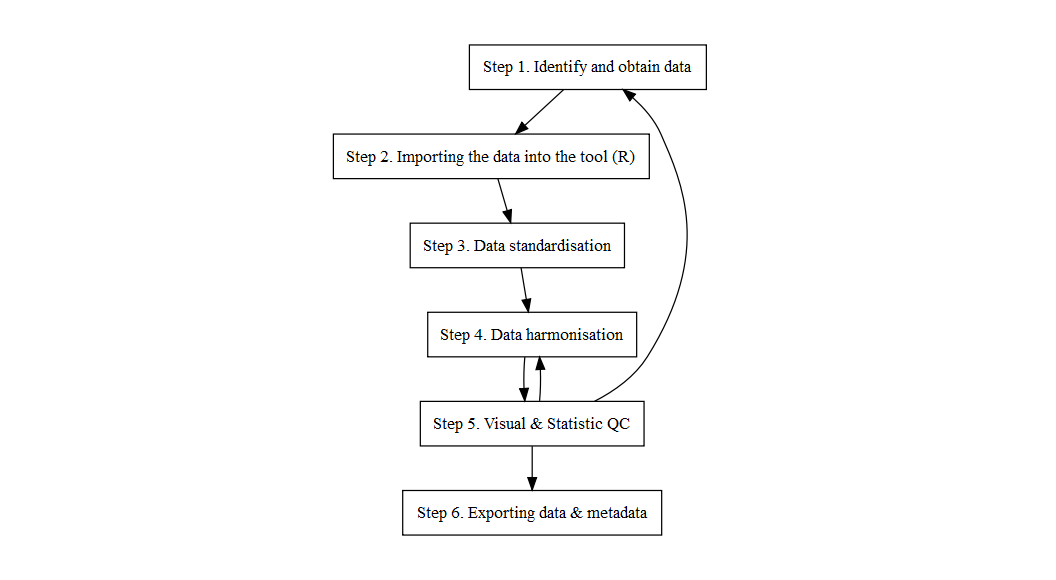 Step 1. Identify and obtain data
Step 2. Importing the data into the tool (R)
Step 3. Data standardisation
Step 4. Data harmonisation
Step 5. Visual & Statistic QC
Step 6. Exporting data & metadata